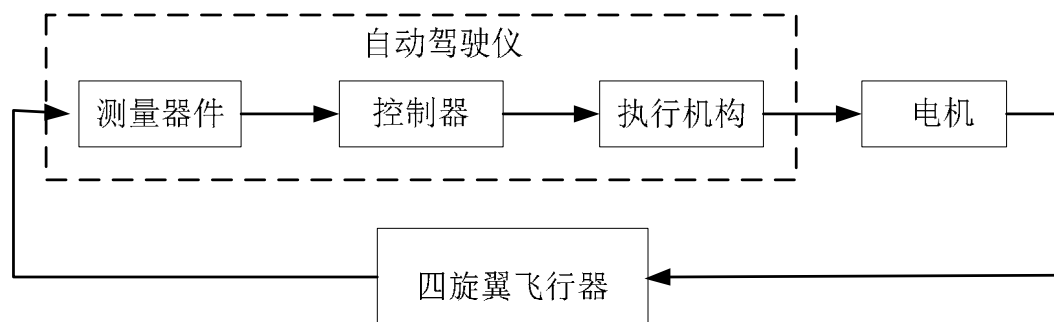 自动驾驶仪
测量器件
控制器
执行机构
电机
四旋翼飞行器